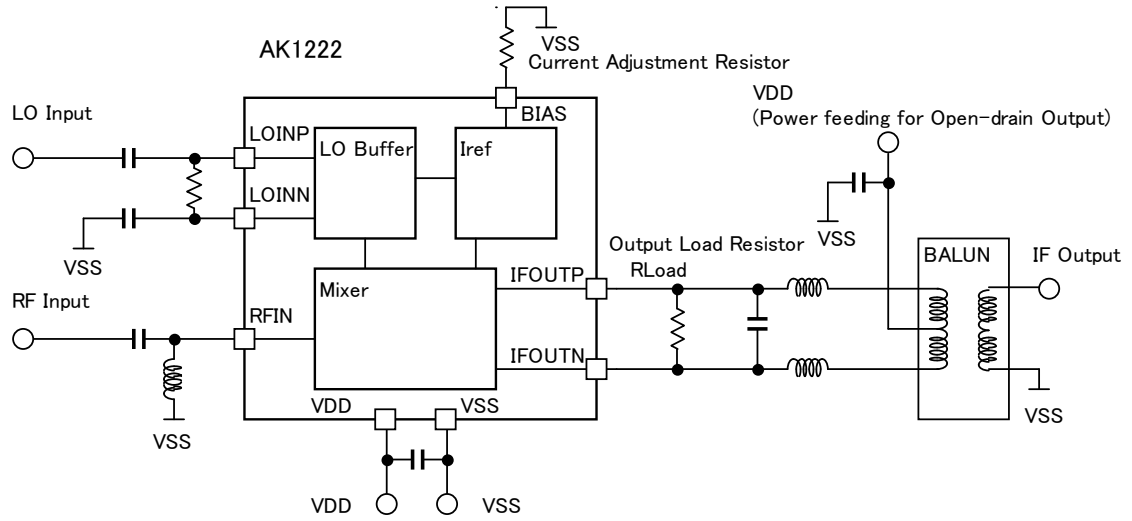 AK1222
VSS
Current Adjustment Resistor
VDD
(Power feeding for Open-drain Output)
LO Input
BIAS
LOINP
LO Buffer
Iref
LOINN
VSS
VSS
Output Load Resistor
RLoad
BALUN
IF Output
RF Input
RFIN
Mixer
IFOUTP
IFOUTN
VSS
VDD
VSS
VSS
VDD
VSS